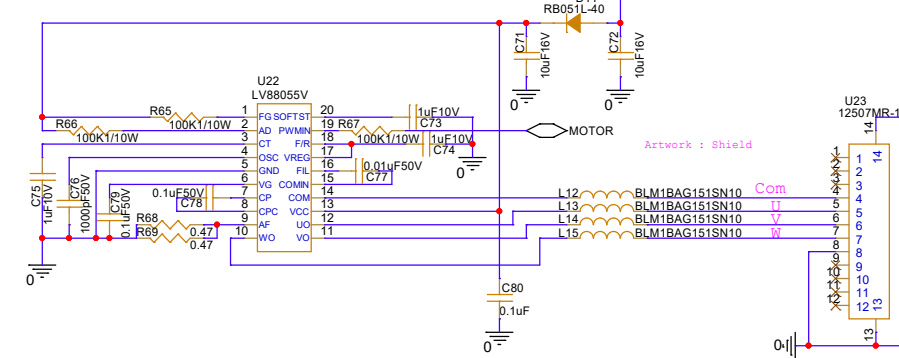 RB051L-40
C71
10uF16V
C72
10uF16V
0
0
U22
LV88055V
R65
100K1/10W
R66
100K1/10W
1 FG SOFTST 20
2 AD PWMIN 19
3 CT F/R 18
4 OSC VREG 17
5 GND FIL 16
6 VG COMIN 15
7 CP COM 14
8 CPC VCC 13
9 AF UO 12
10 WO VO 11
1uF10V
C73
R67
100K1/10W
1uF10V
C74
0
0.01uF50V
C77
MOTOR
C75
1uF10V
C76
1000pF50V
C79
0.1uF50V
0.1uF50V
C78
R68
0.47
R69
0.47
0
Artwork : Shield
L12 BLM1BAG151SN10 Com
L13 BLM1BAG151SN10 U
L14 BLM1BAG151SN10 V
L15 BLM1BAG151SN10 W
C80
0.1uF
0
U23
12507MR-1
14
14
1 1
2 2
3 3
4 4
5 5
6 6
7 7
8 8
9 9
10 10
11 11
12 12
13
13
0